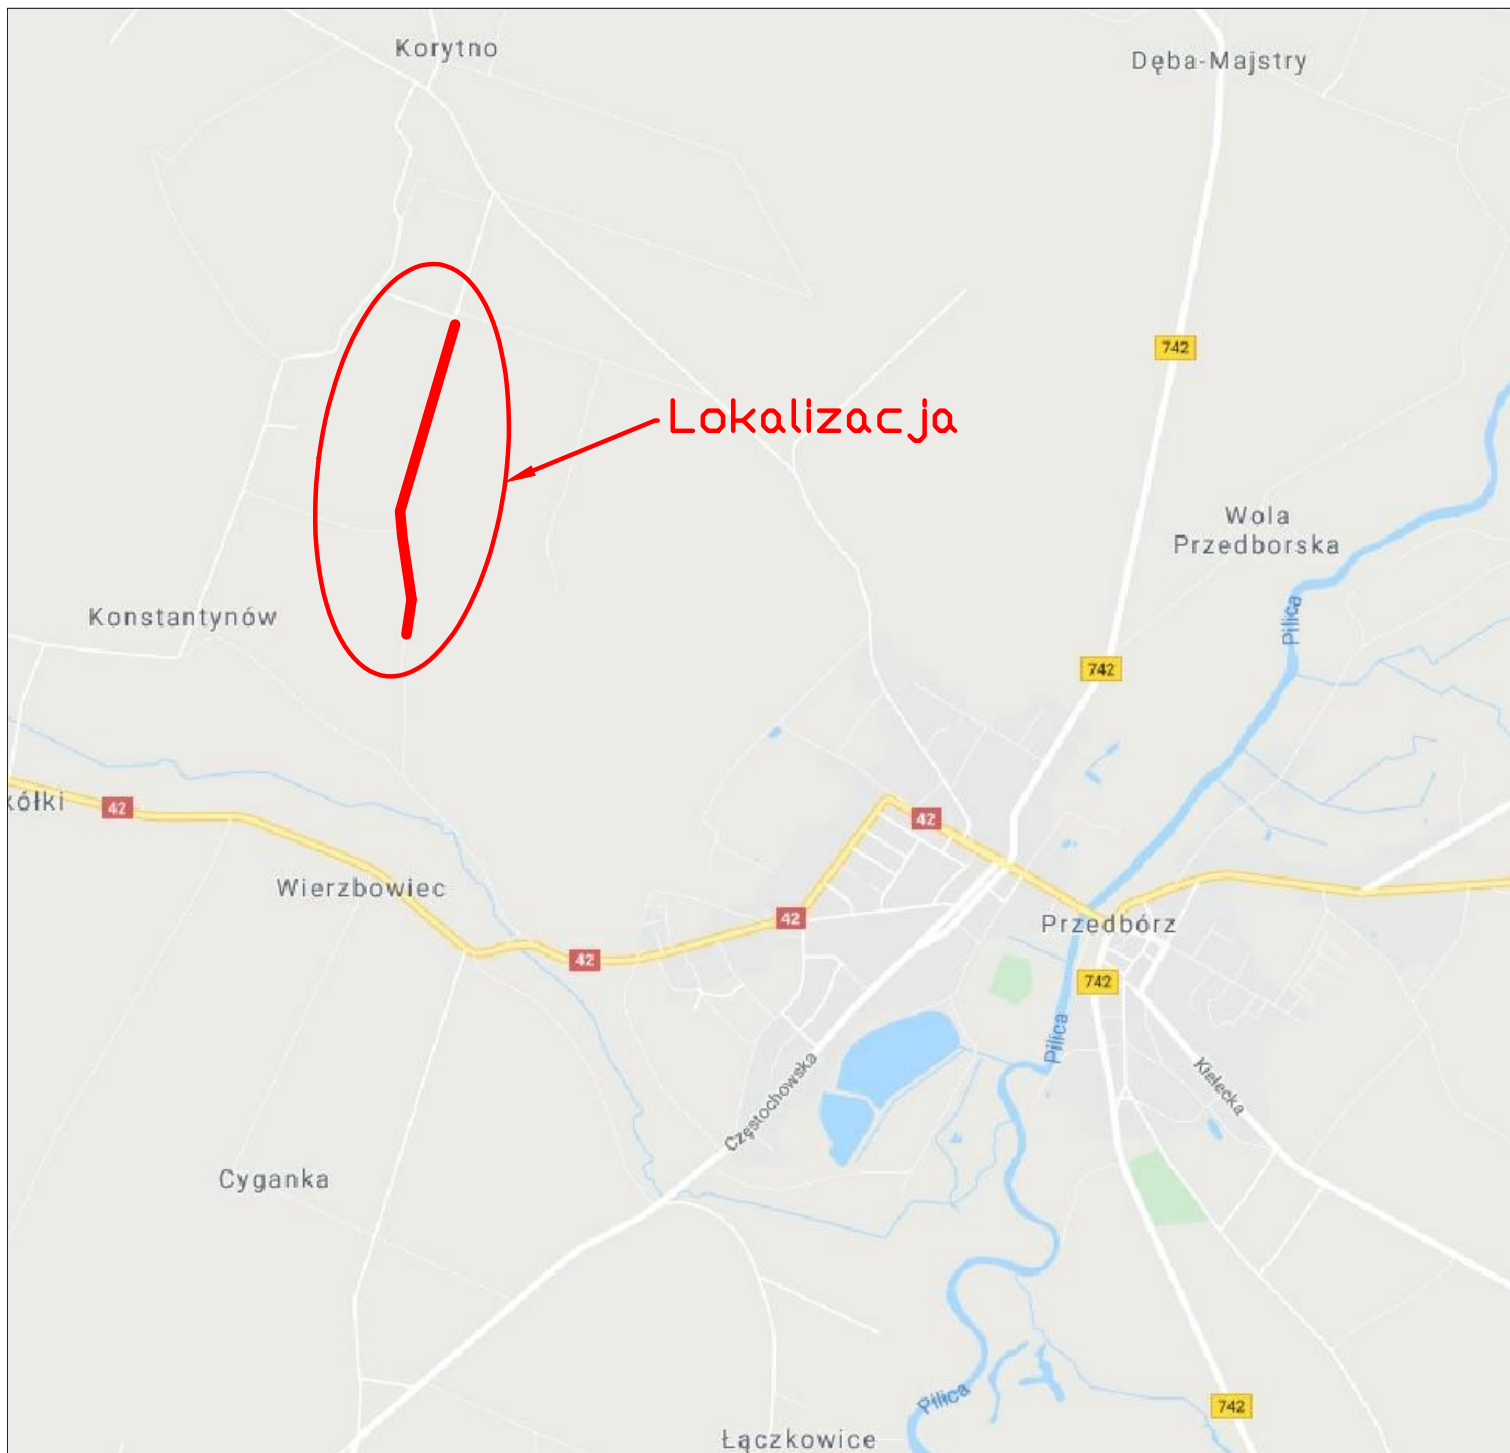 Korytno
Dęba-Majstry
742
Lokalizacja
Wola
Przedborska
Pilica
Konstantynów
742
kółki
42
42
Wierzbowiec
42
Przedbórz
42
742
Pilica
Częstochowska
Kielecka
Cyganka
Pilica
742
Łączkowice